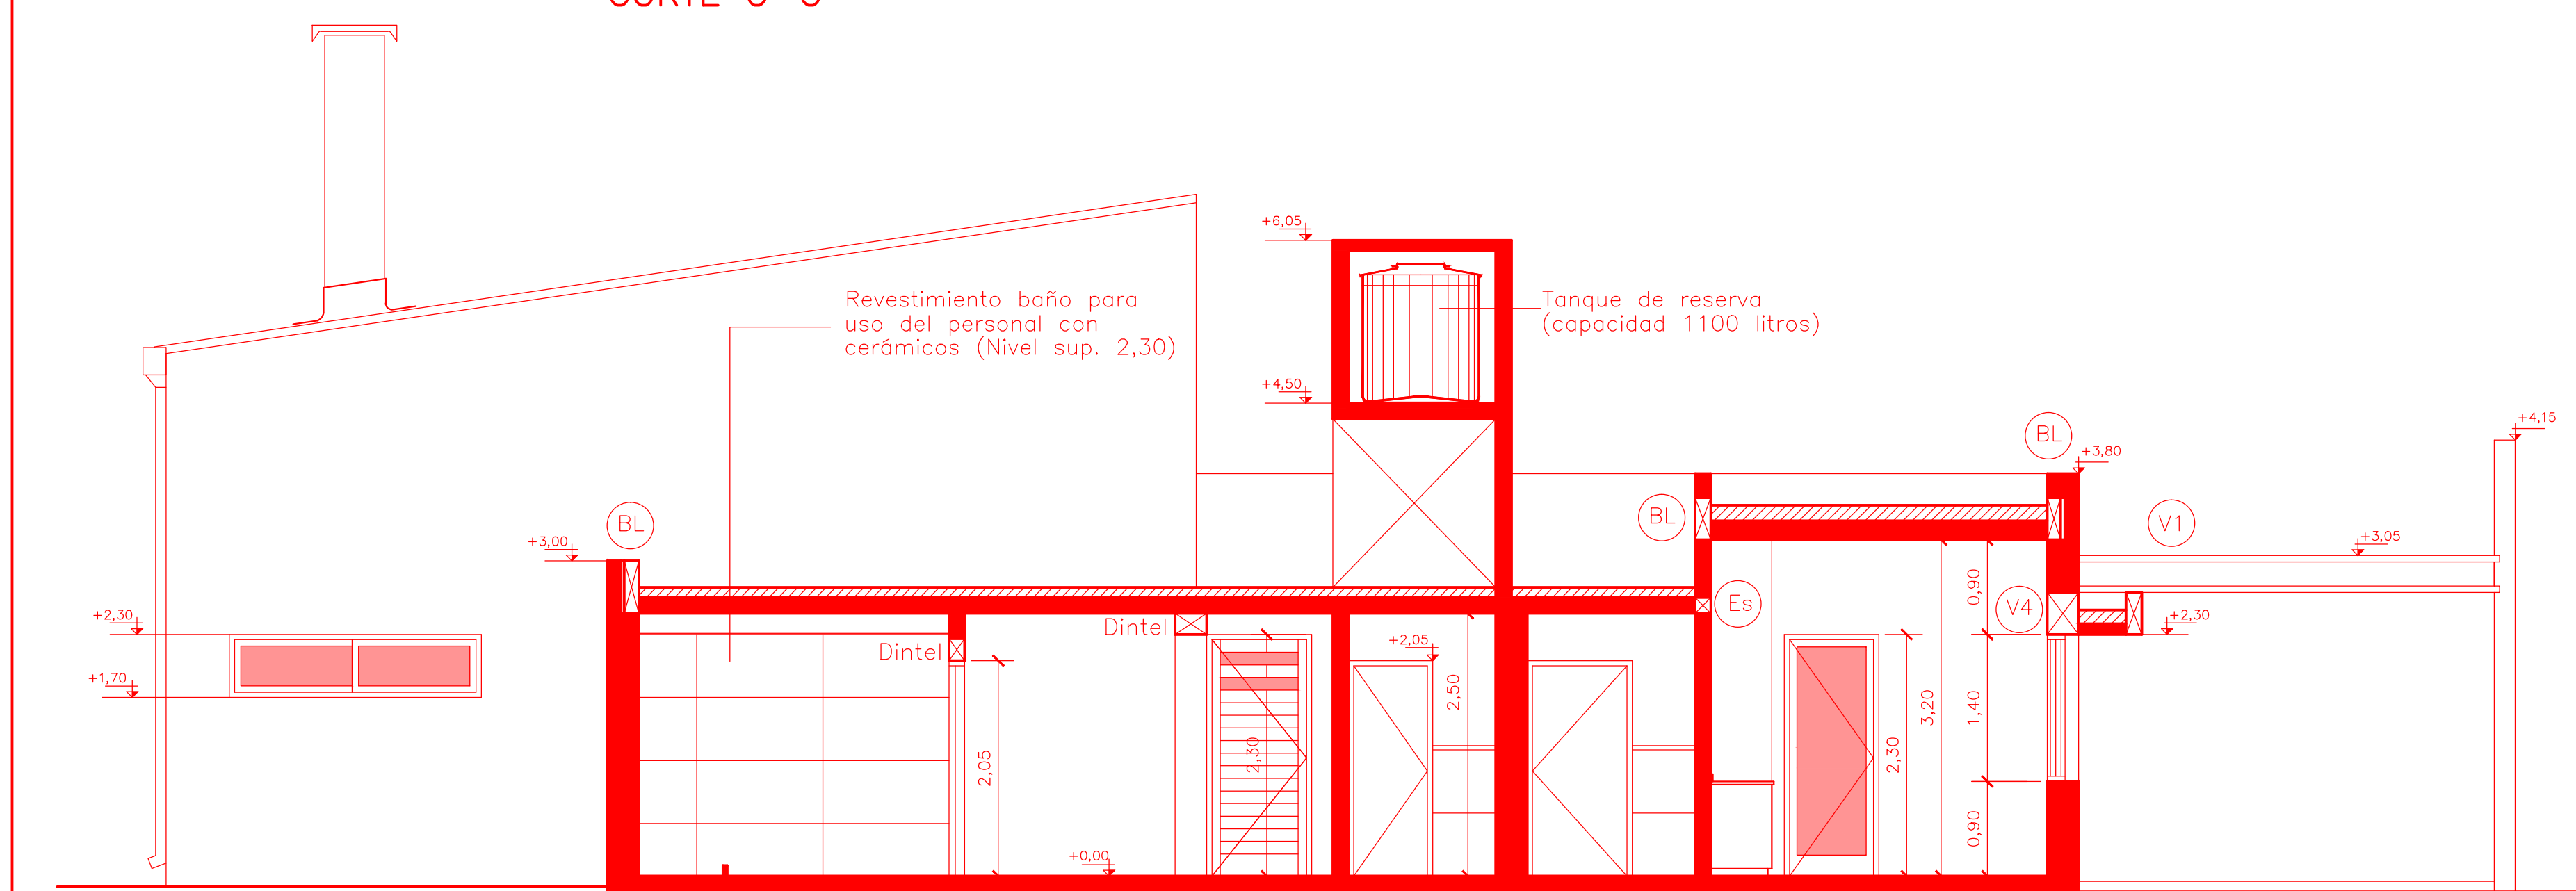 +6,05
Revestimiento baño para
uso del personal con
cerámicos (Nivel sup. 2,30)
Tanque de reserva
(capacidad 1100 litros)
+4,50
+4,15
BL
+3,80
BL
BL
V1
+3,00
+3,05
0,90
Es
V4
+2,30
+2,30
Dintel
Dintel
+2,05
+1,70
2,50
3,20
1,40
2,05
2,30
2,30
0,90
+0,00